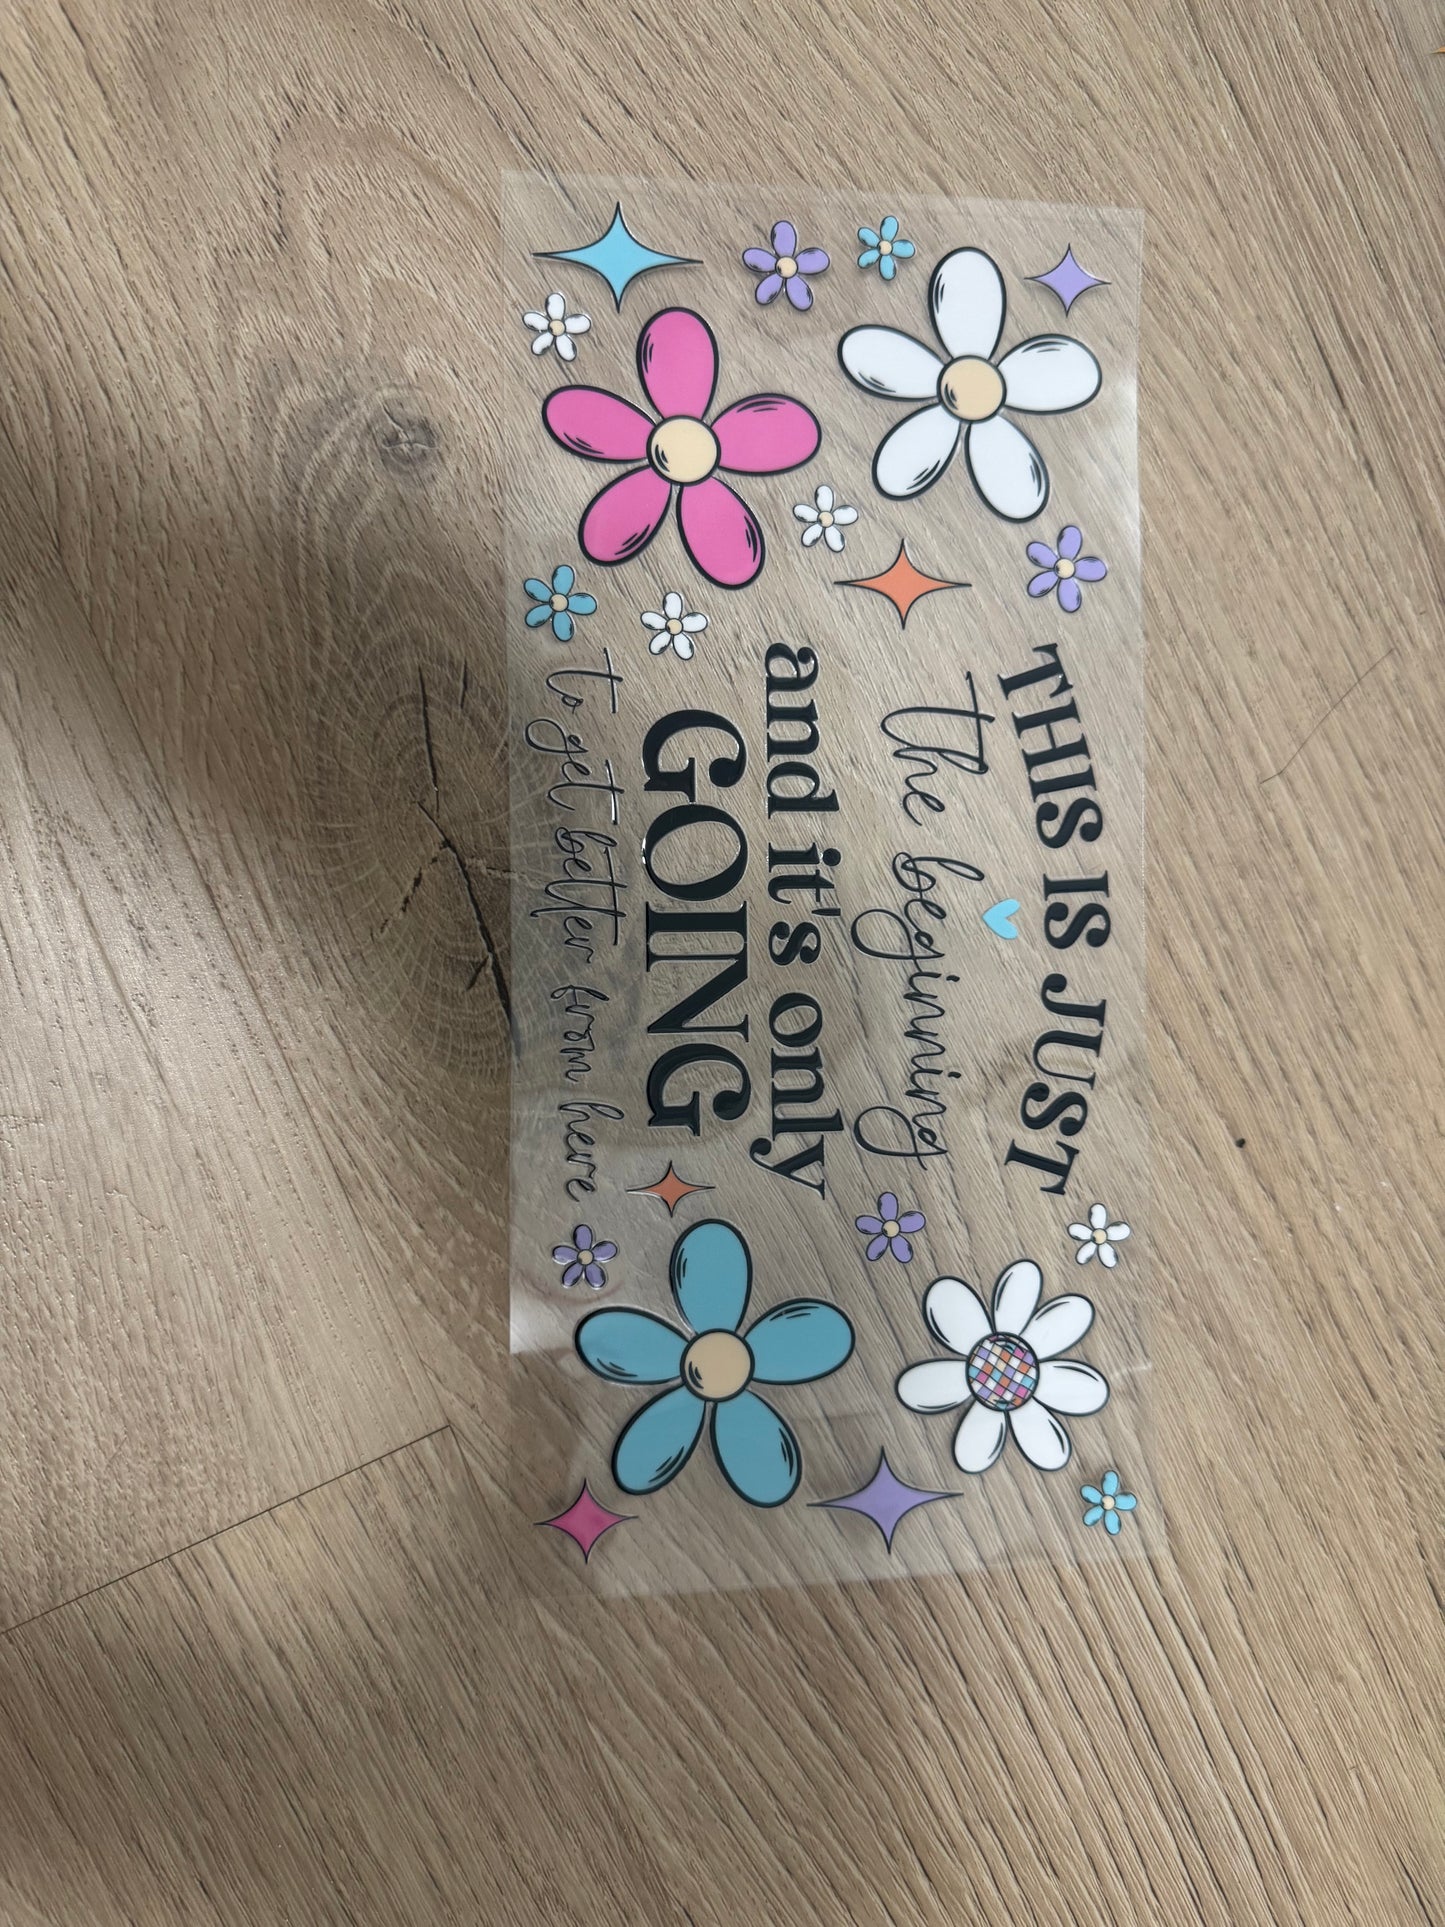 THIS IS JUST
the beginning
and it's only
GOING
to get better from here